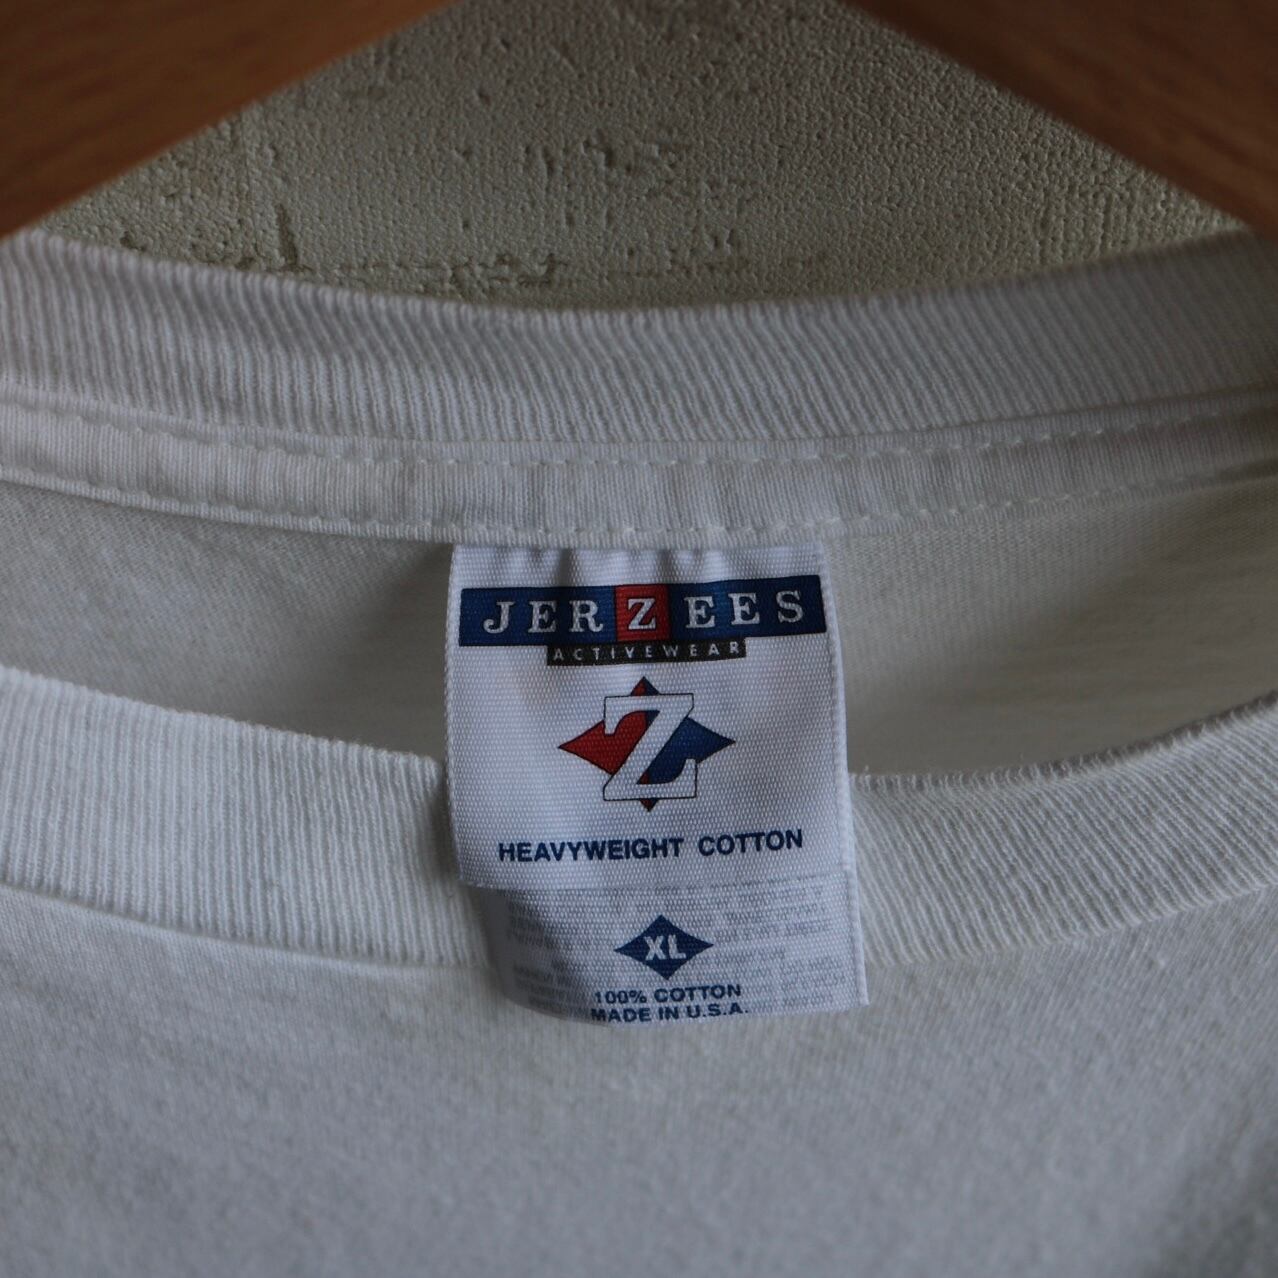 JERZEES
ACTIVEWEAR
Z
HEAVYWEIGHT COTTON
XL
100% COTTON
MADE IN U.S.A.